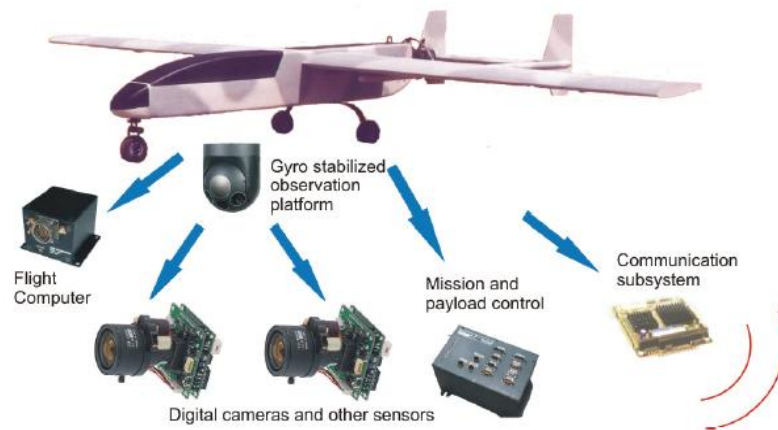 Gyro stabilized
observation
platform
Flight
Computer
Mission and
payload control
Communication
subsystem
Digital cameras and other sensors